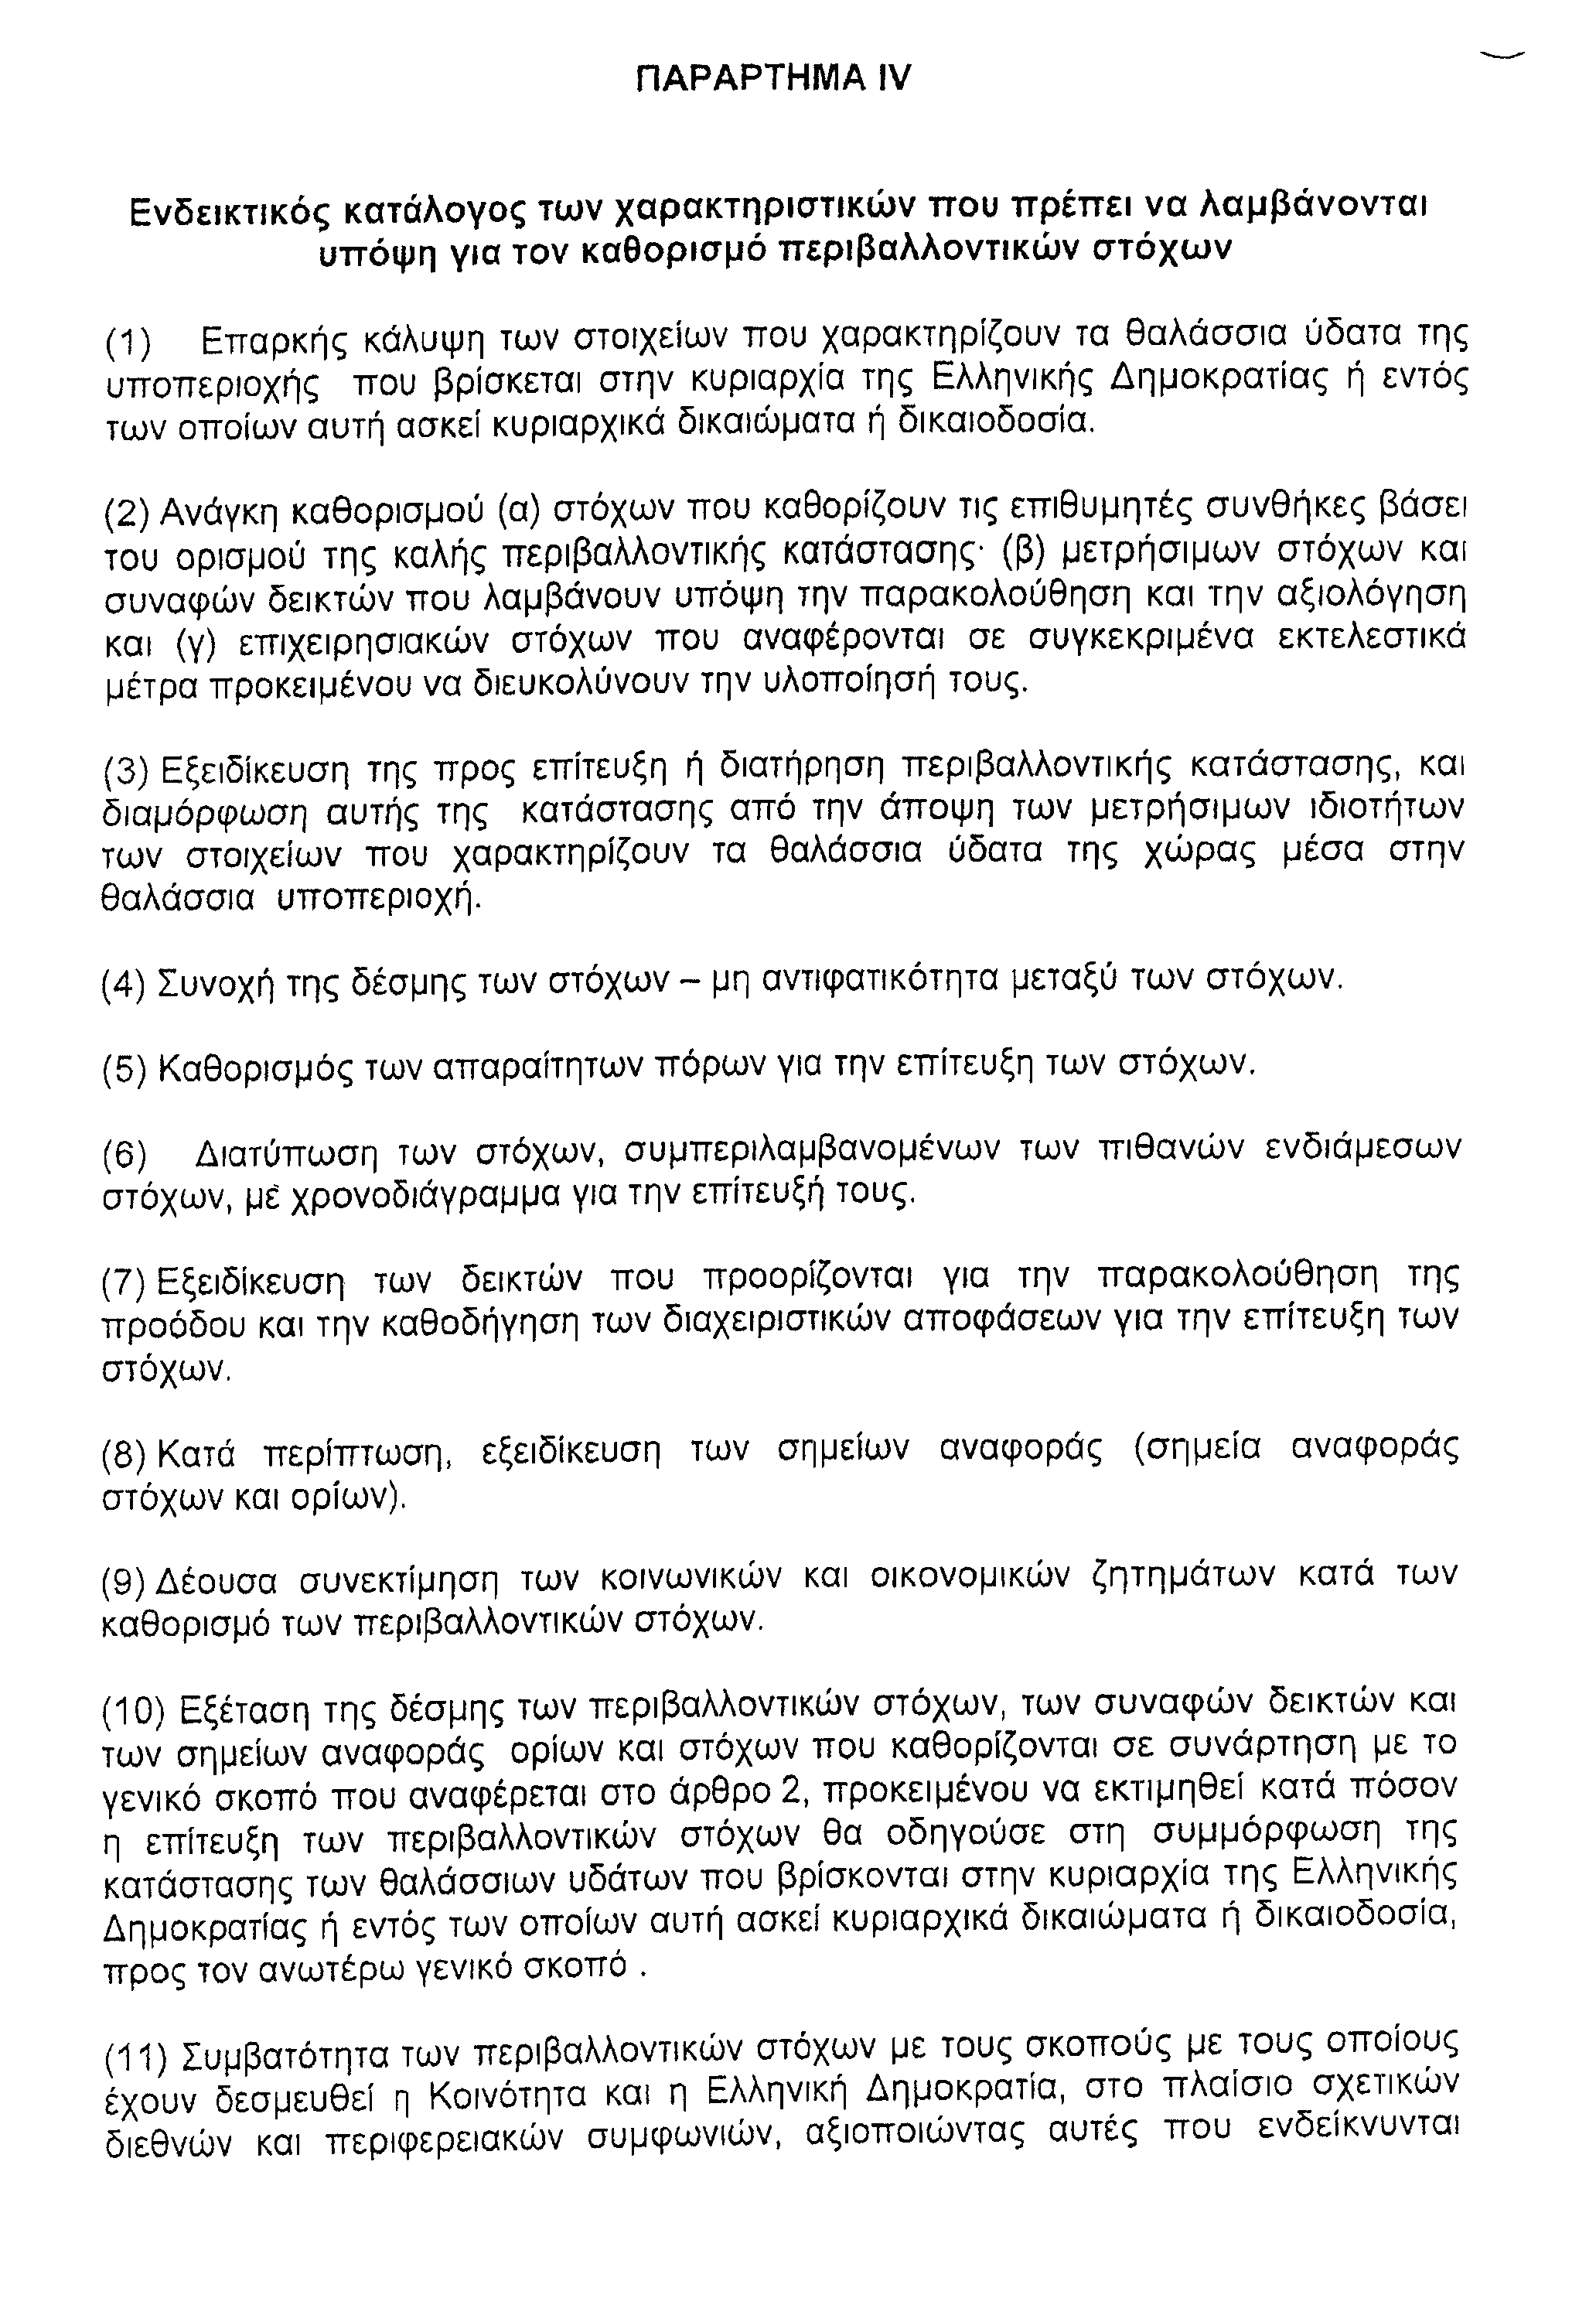 ΠΑΡΑΡΤΗΜΑ IV
Ενδεικτικός κατάλογος των χαρακτηριστικών που πρέπει να λαμβάνονται
υπόψη για τον καθορισμό περιβαλλοντικών στόχων
(1) Επαρκής κάλυψη των στοιχείων που χαρακτηρίζουν τα θαλάσσια ύδατα της
υποπεριοχής που βρίσκεται στην κυριαρχία της Ελληνικής Δημοκρατίας ή εντός
των οποίων αυτή ασκεί κυριαρχικά δικαιώματα ή δικαιοδοσία.
(2) Ανάγκη καθορισμού (α) στόχων που καθορίζουν τις επιθυμητές συνθήκες βάσει
του ορισμού της καλής περιβαλλοντικής κατάστασης· (β) μετρήσιμων στόχων και
συναφών δεικτών που λαμβάνουν υπόψη την παρακολούθηση και την αξιολόγηση
και (γ) επιχειρησιακών στόχων που αναφέρονται σε συγκεκριμένα εκτελεστικά
μέτρα προκειμένου να διευκολύνουν την υλοποίησή τους.
(3) Εξειδίκευση της προς επίτευξη ή διατήρηση περιβαλλοντικής κατάστασης, και
διαμόρφωση αυτής της κατάστασης από την άποψη των μετρήσιμων ιδιοτήτων
των στοιχείων που χαρακτηρίζουν τα θαλάσσια ύδατα της χώρας μέσα στην
θαλάσσια υποπεριοχή.
(4) Συνοχή της δέσμης των στόχων – μη αντιφατικότητα μεταξύ των στόχων.
(5) Καθορισμός των απαραίτητων πόρων για την επίτευξη των στόχων.
(6) Διατύπωση των στόχων, συμπεριλαμβανομένων των πιθανών ενδιάμεσων
στόχων, με χρονοδιάγραμμα για την επίτευξή τους.
(7) Εξειδίκευση των δεικτών που προορίζονται για την παρακολούθηση της
προόδου και την καθοδήγηση των διαχειριστικών αποφάσεων για την επίτευξη των
στόχων.
(8) Κατά περίπτωση, εξειδίκευση των σημείων αναφοράς (σημεία αναφοράς
στόχων και ορίων).
(9) Δέουσα συνεκτίμηση των κοινωνικών και οικονομικών ζητημάτων κατά των
καθορισμό των περιβαλλοντικών στόχων.
(10) Εξέταση της δέσμης των περιβαλλοντικών στόχων, των συναφών δεικτών και
των σημείων αναφοράς ορίων και στόχων που καθορίζονται σε συνάρτηση με το
γενικό σκοπό που αναφέρεται στο άρθρο 2, προκειμένου να εκτιμηθεί κατά πόσον
η επίτευξη των περιβαλλοντικών στόχων θα οδηγούσε στη συμμόρφωση της
κατάστασης των θαλάσσιων υδάτων που βρίσκονται στην κυριαρχία της Ελληνικής
Δημοκρατίας ή εντός των οποίων αυτή ασκεί κυριαρχικά δικαιώματα ή δικαιοδοσία,
προς τον ανωτέρω γενικό σκοπό .
(11) Συμβατότητα των περιβαλλοντικών στόχων με τους σκοπούς με τους οποίους
έχουν δεσμευθεί η Κοινότητα και η Ελληνική Δημοκρατία, στο πλαίσιο σχετικών
διεθνών και περιφερειακών συμφωνιών, αξιοποιώντας αυτές που ενδείκνυνται